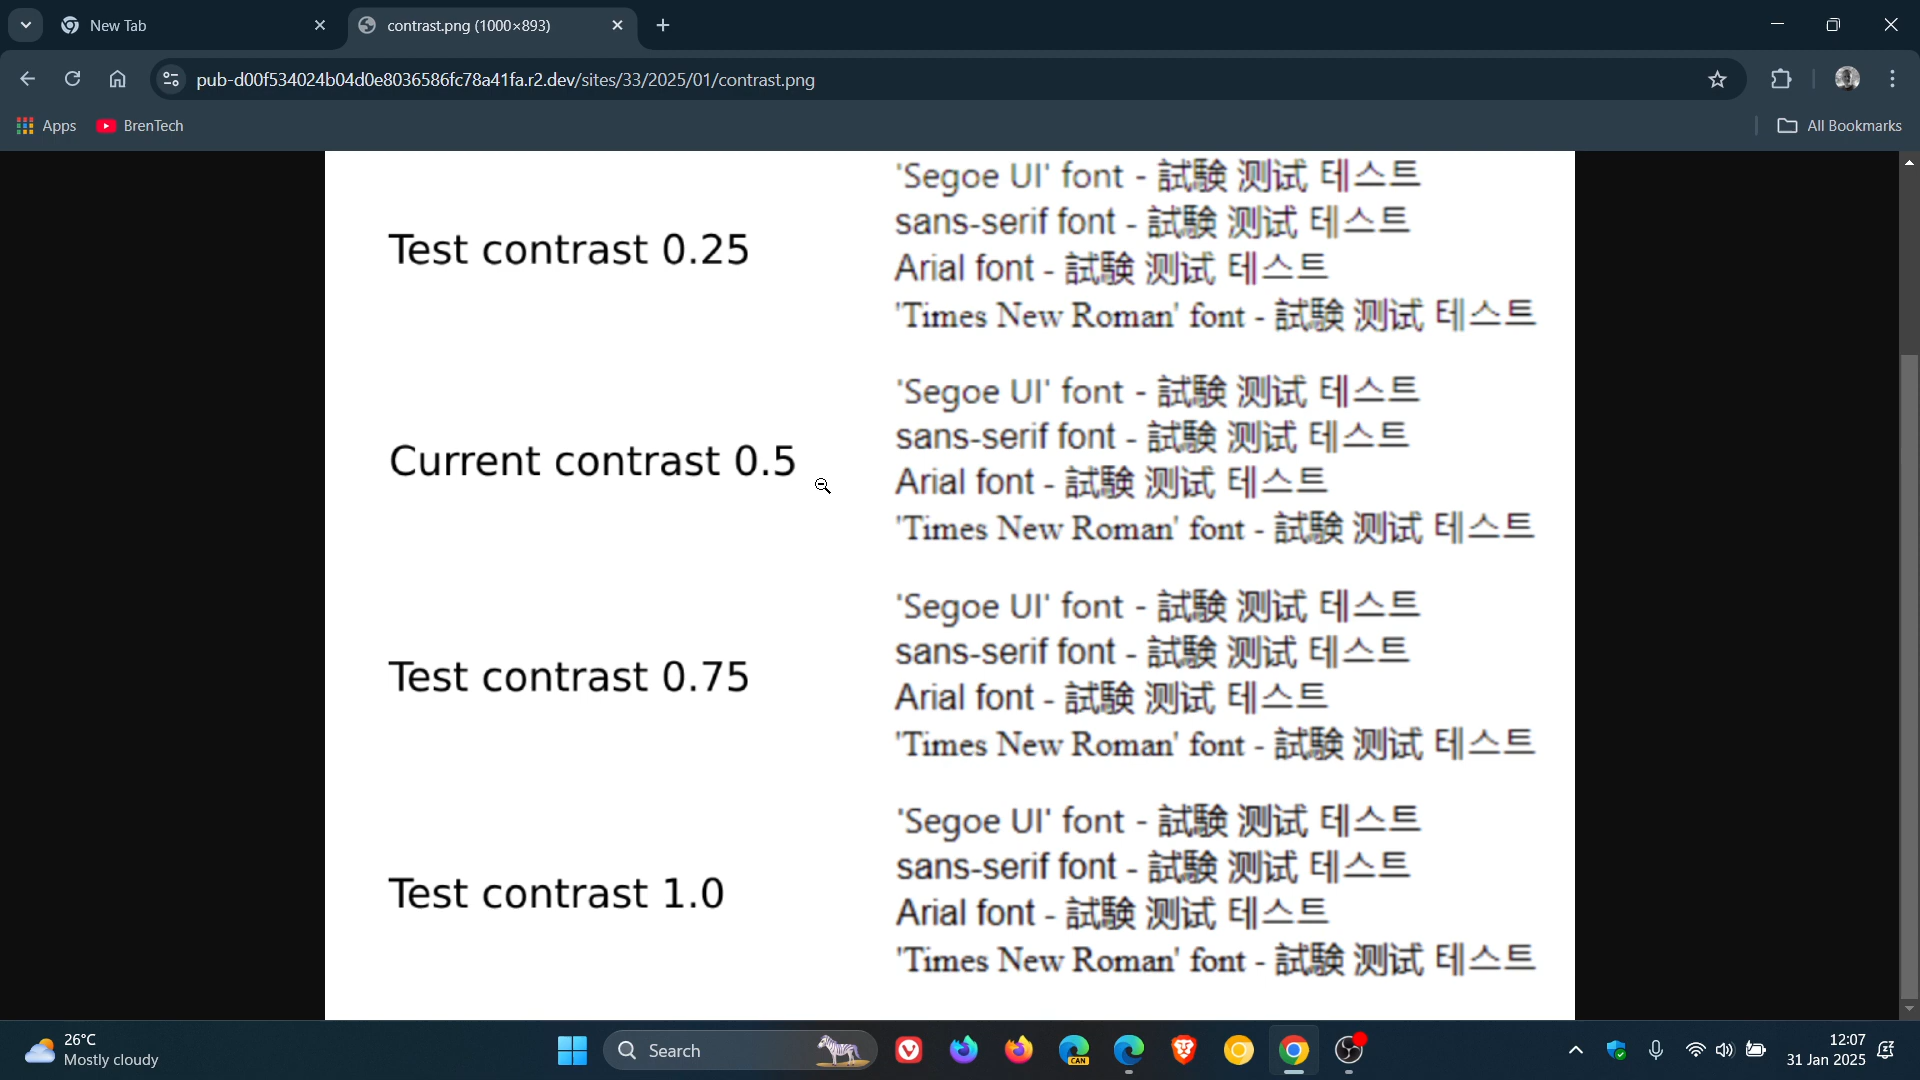 New Tab
contrast.png (1000×893)
pub-d00f534024b04d0e8036586fc78a41fa.r2.dev/sites/33/2025/01/contrast.png
Apps
BrenTech
All Bookmarks
Test contrast 0.25
'Segoe UI' font - 試験 测试 테스트
sans-serif font - 試験 测试 테스트
Arial font - 試験 测试 테스트
'Times New Roman' font - 試験 测试 테스트
Current contrast 0.5
'Segoe UI' font - 試験 测试 테스트
sans-serif font - 試験 测试 테스트
Arial font - 試験 测试 테스트
'Times New Roman' font - 試験 测试 테스트
Test contrast 0.75
'Segoe UI' font - 試験 测试 테스트
sans-serif font - 試験 测试 테스트
Arial font - 試験 测试 테스트
'Times New Roman' font - 試験 测试 테스트
Test contrast 1.0
'Segoe UI' font - 試験 测试 테스트
sans-serif font - 試験 测试 테스트
Arial font - 試験 测试 테스트
'Times New Roman' font - 試験 测试 테스트
26°C
Mostly cloudy
Search
CAN
12:07
31 Jan 2025